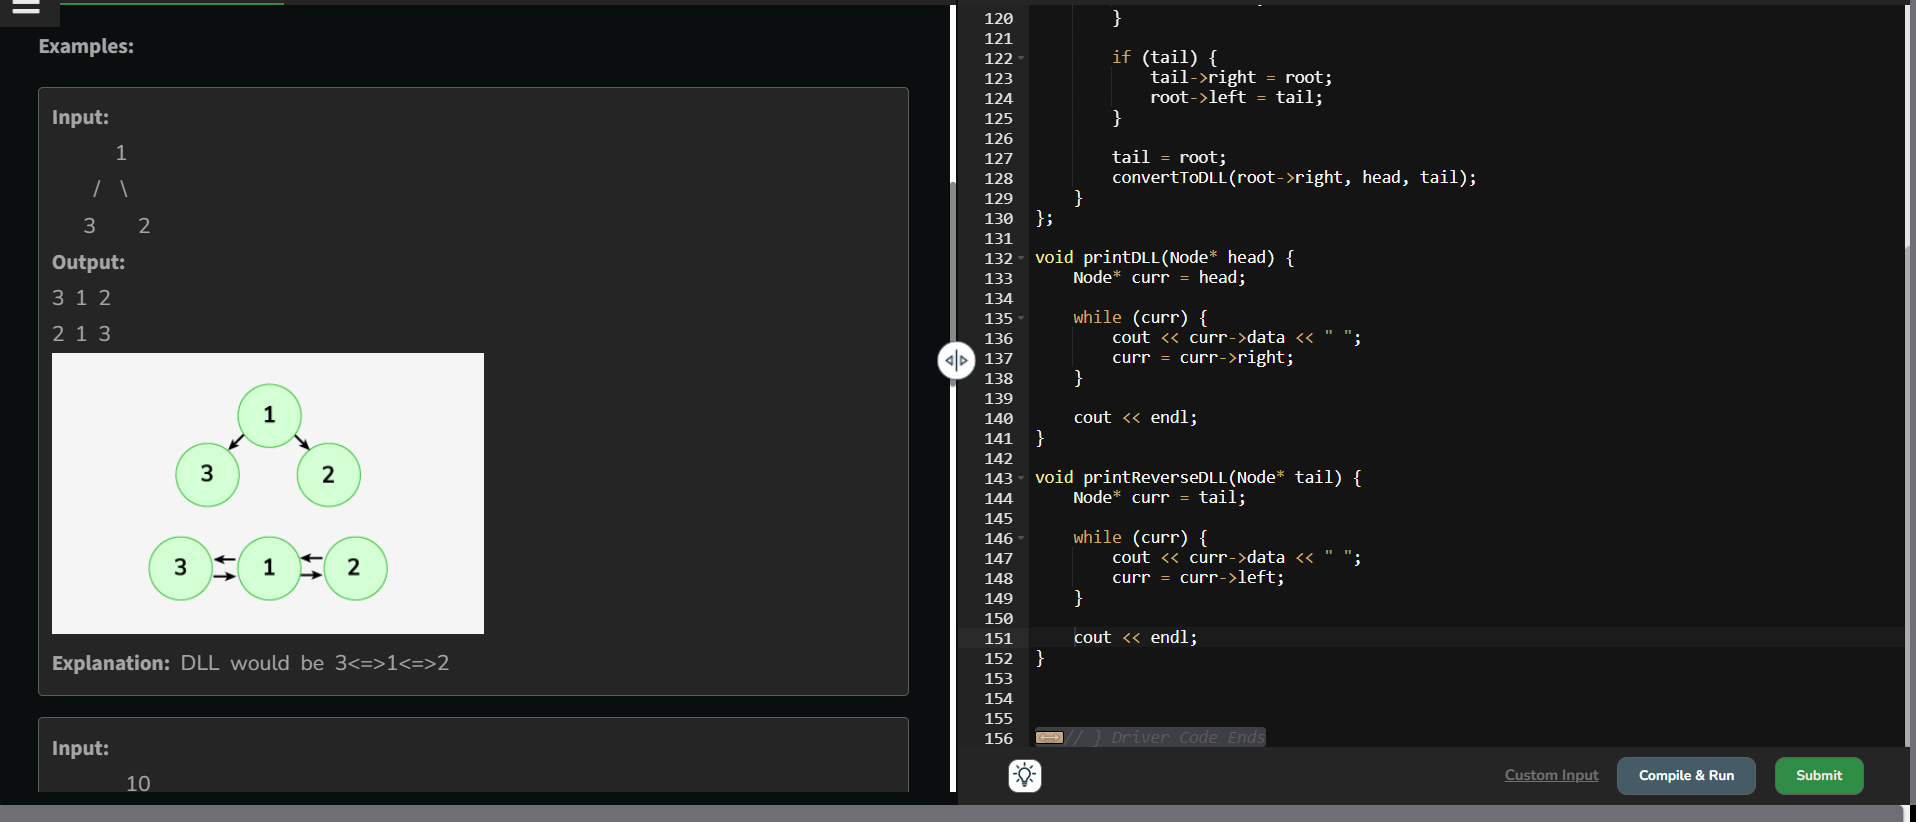 Examples:
Input:
1
/ \
3 2
Output:
3 1 2
2 1 3
1
3 2
3 1 2
Explanation: DLL would be 3<=>1<=>2
Input:
10
120 }
121
122 if (tail) {
123 tail->right = root;
124 root->left = tail;
125 }
126
127 tail = root;
128 convertToDLL(root->right, head, tail);
129 }
130 };
131
132 void printDLL(Node* head) {
133 Node* curr = head;
134
135 while (curr) {
136 cout << curr->data << " ";
137 curr = curr->right;
138 }
139
140 cout << endl;
141 }
142
143 void printReverseDLL(Node* tail) {
144 Node* curr = tail;
145
146 while (curr) {
147 cout << curr->data << " ";
148 curr = curr->left;
149 }
150
151 cout << endl;
152 }
153
154
155
156 // } Driver Code Ends
Custom Input Compile & Run Submit